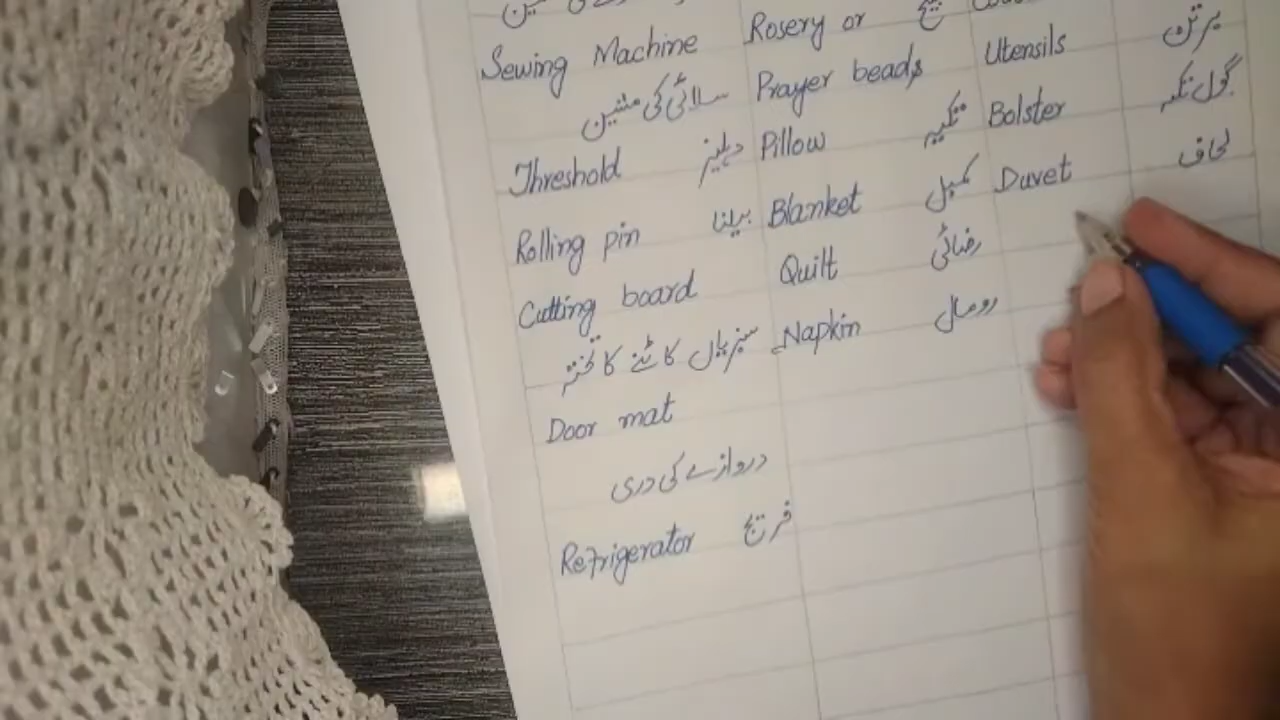 Sewing Machine
سلائی کی مشین
Threshold دہلیز
Rolling pin بیلنا
Cutting board
سبزیاں کاٹنے کا تختہ
Door mat
دروازے کی دری
Refrigerator فریج
Rosery or
Prayer beads
Pillow تکیہ
Blanket کمبل
Quilt رضائی
Napkin رومال
Utensils برتن
Bolster گول تکیہ
Duvet لحاف